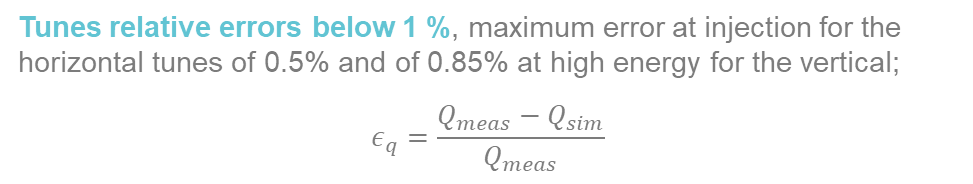 Tunes relative errors below 1 %, maximum error at injection for the
horizontal tunes of 0.5% and of 0.85% at high energy for the vertical;
ϵ_q = (Q_meas − Q_sim) / Q_meas